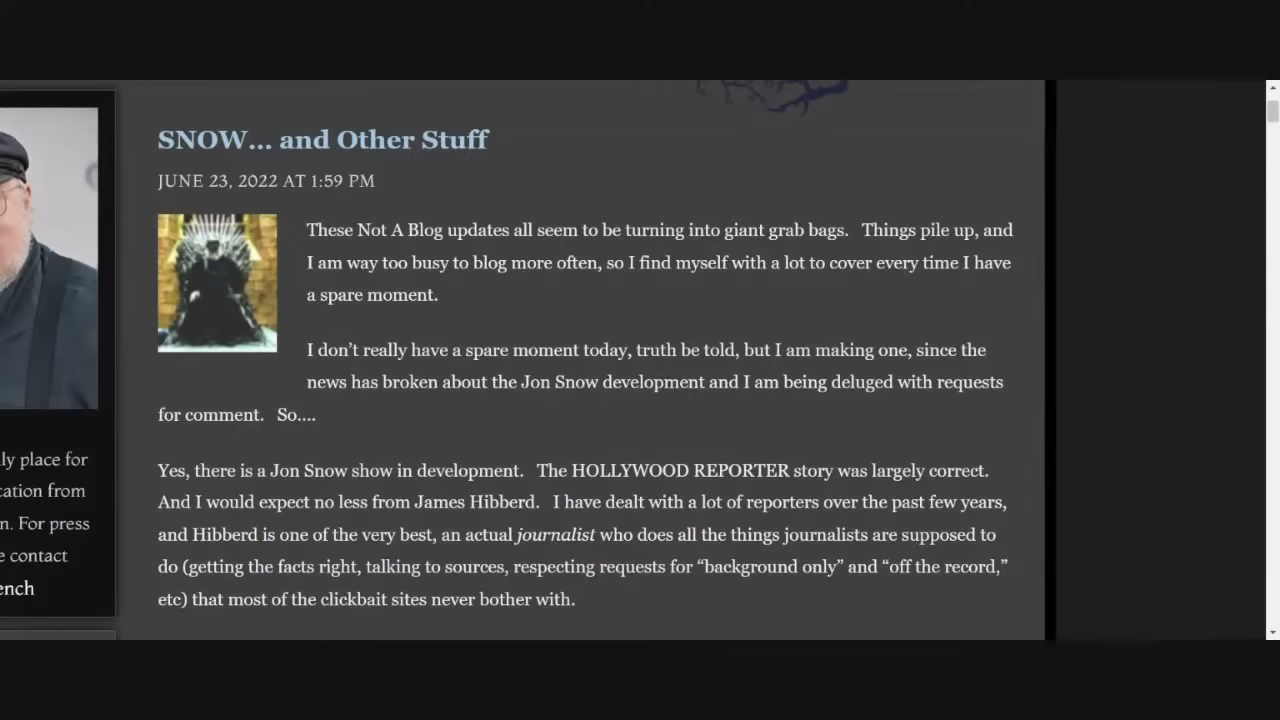 SNOW… and Other Stuff
JUNE 23, 2022 AT 1:59 PM
These Not A Blog updates all seem to be turning into giant grab bags.   Things pile up, and
I am way too busy to blog more often, so I find myself with a lot to cover every time I have
a spare moment.
I don’t really have a spare moment today, truth be told, but I am making one, since the
news has broken about the Jon Snow development and I am being deluged with requests
for comment.   So….
Yes, there is a Jon Snow show in development.   The HOLLYWOOD REPORTER story was largely correct.
And I would expect no less from James Hibberd.   I have dealt with a lot of reporters over the past few years,
and Hibberd is one of the very best, an actual journalist who does all the things journalists are supposed to
do (getting the facts right, talking to sources, respecting requests for “background only” and “off the record,”
etc) that most of the clickbait sites never bother with.
ly place for
cation from
n. For press
e contact
ench